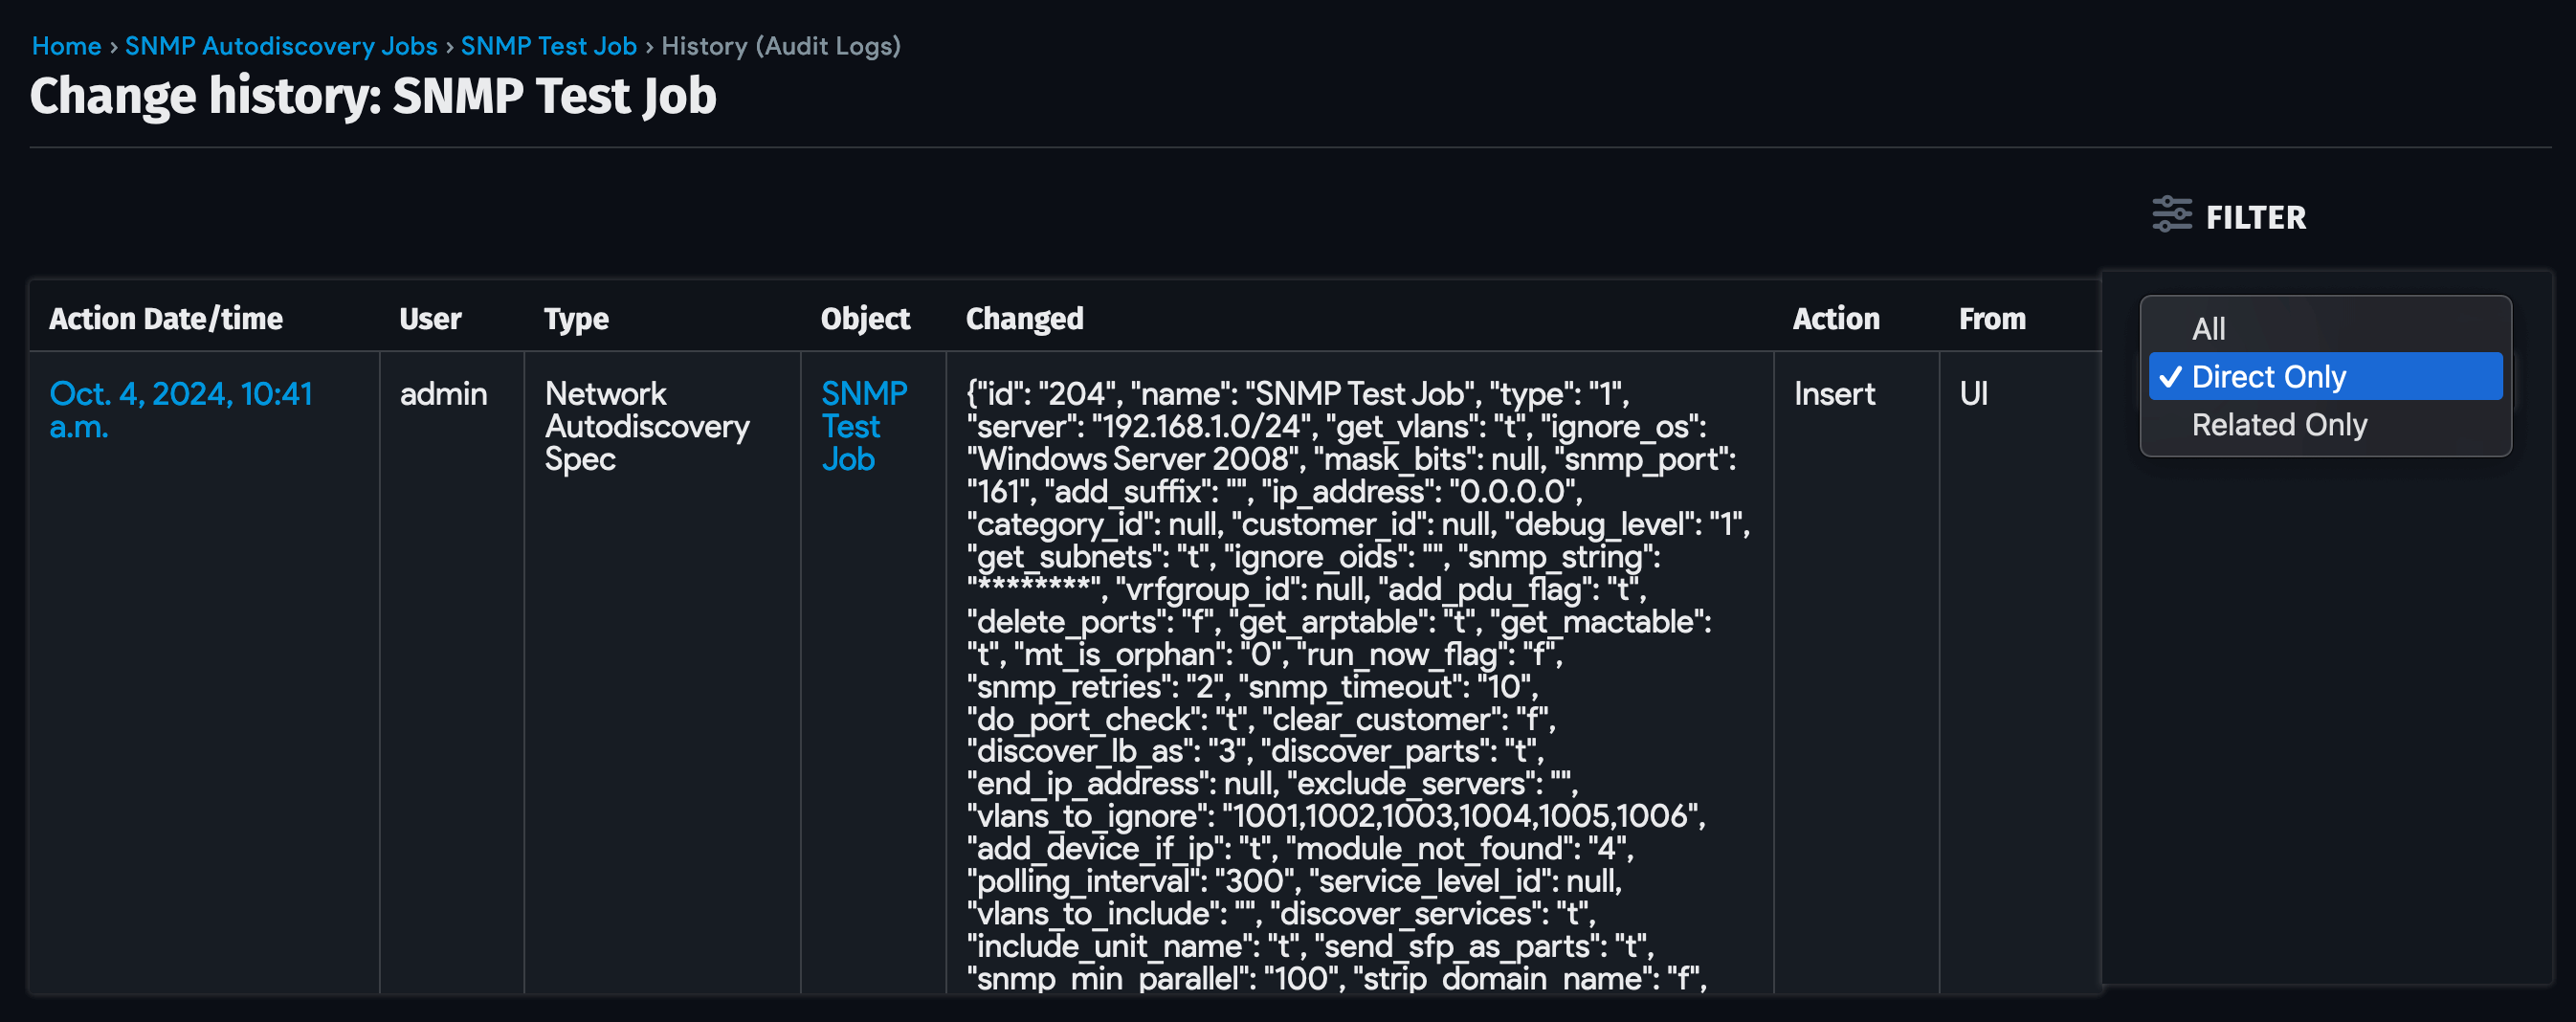 Home › SNMP Autodiscovery Jobs › SNMP Test Job › History (Audit Logs)
Change history: SNMP Test Job
FILTER
All
✓ Direct Only
Related Only
Action Date/time User Type Object Changed Action From
Oct. 4, 2024, 10:41
a.m.
admin
Network
Autodiscovery
Spec
SNMP
Test
Job
{"id": "204", "name": "SNMP Test Job", "type": "1",
"server": "192.168.1.0/24", "get_vlans": "t", "ignore_os":
"Windows Server 2008", "mask_bits": null, "snmp_port":
"161", "add_suffix": "", "ip_address": "0.0.0.0",
"category_id": null, "customer_id": null, "debug_level": "1",
"get_subnets": "t", "ignore_oids": "", "snmp_string":
"********", "vrfgroup_id": null, "add_pdu_flag": "t",
"delete_ports": "f", "get_arptable": "t", "get_mactable":
"t", "mt_is_orphan": "0", "run_now_flag": "f",
"snmp_retries": "2", "snmp_timeout": "10",
"do_port_check": "t", "clear_customer": "f",
"discover_lb_as": "3", "discover_parts": "t",
"end_ip_address": null, "exclude_servers": "",
"vlans_to_ignore": "1001,1002,1003,1004,1005,1006",
"add_device_if_ip": "t", "module_not_found": "4",
"polling_interval": "300", "service_level_id": null,
"vlans_to_include": "", "discover_services": "t",
"include_unit_name": "t", "send_sfp_as_parts": "t",
"snmp_min_parallel": "100", "strip_domain_name": "f",
Insert
UI